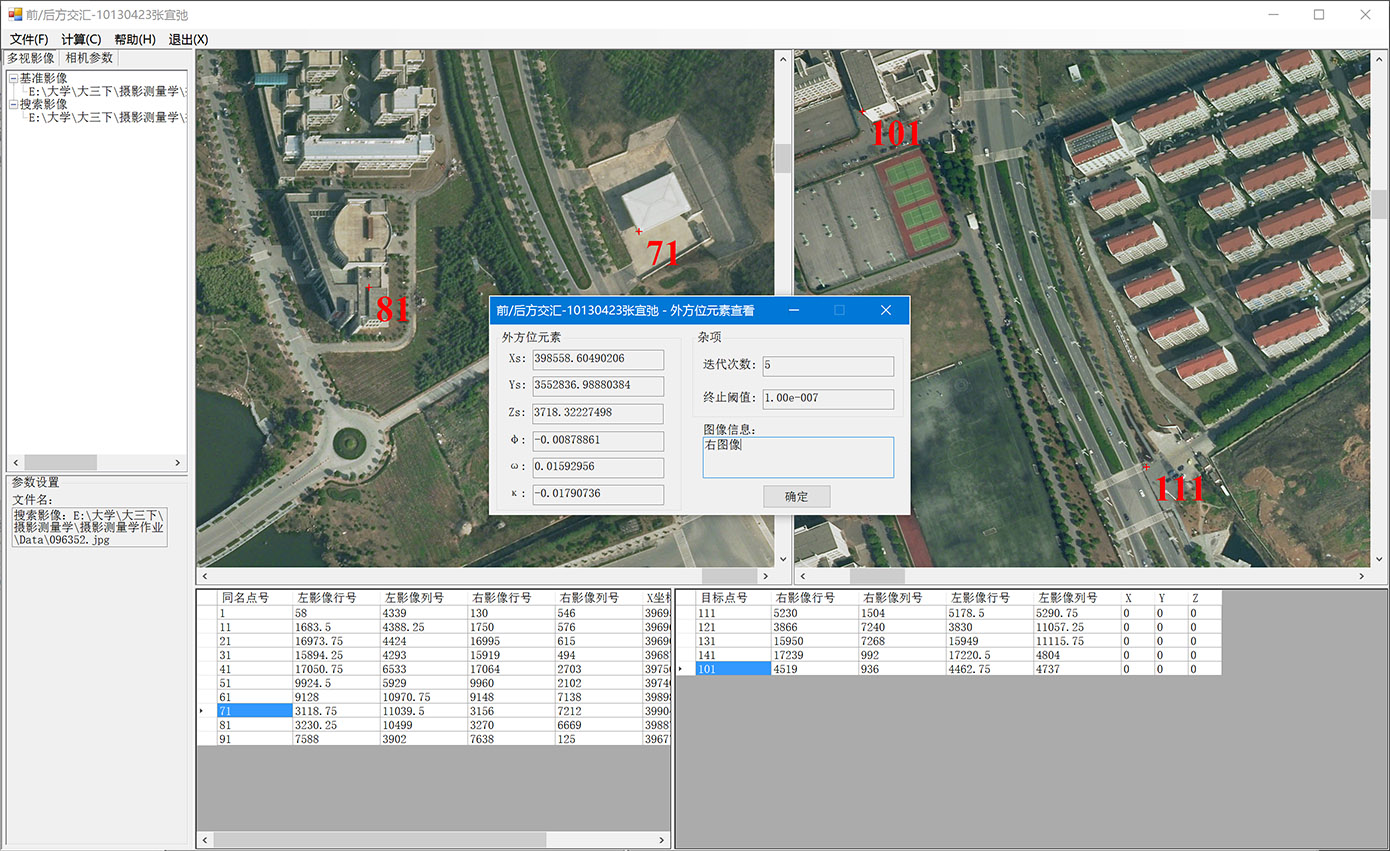 前/后方交汇-10130423张宜弛
文件(F) 计算(C) 帮助(H) 退出(X)
多视影像 相机参数
基准影像
E:\大学\大三下\摄影测量学\
搜索影像
E:\大学\大三下\摄影测量学\
参数设置
文件名:
搜索影像: E:\大学\大三下\
摄影测量学\摄影测量学作业
\Data\096352.jpg
71
81
101
111
前/后方交汇-10130423张宜弛 - 外方位元素查看
外方位元素
Xs: 398558.60490206
Ys: 3552836.98880384
Zs: 3718.32227498
ф: -0.00878861
ω: 0.01592956
κ: -0.01790736
杂项
迭代次数: 5
终止阈值: 1.00e-007
图像信息:
右图像
确定
同名点号 左影像行号 左影像列号 右影像行号 右影像列号 X坐标
1 58 4339 130 546 3969
11 1683.5 4388.25 1750 576 3969
21 16973.75 4424 16995 615 3969
31 15894.25 4293 15919 494 3968
41 17050.75 6533 17064 2703 3975
51 9924.5 5929 9960 2102 3974
61 9128 10970.75 9148 7138 3989
71 3118.75 11039.5 3156 7212 3990
81 3230.25 10499 3270 6669 3988
91 7588 3902 7638 125 3967
目标点号 右影像行号 右影像列号 左影像行号 左影像列号 X Y Z
111 5230 1504 5178.5 5290.75 0 0 0
121 3866 7240 3830 11057.25 0 0 0
131 15950 7268 15949 11115.75 0 0 0
141 17239 992 17220.5 4804 0 0 0
101 4519 936 4462.75 4737 0 0 0